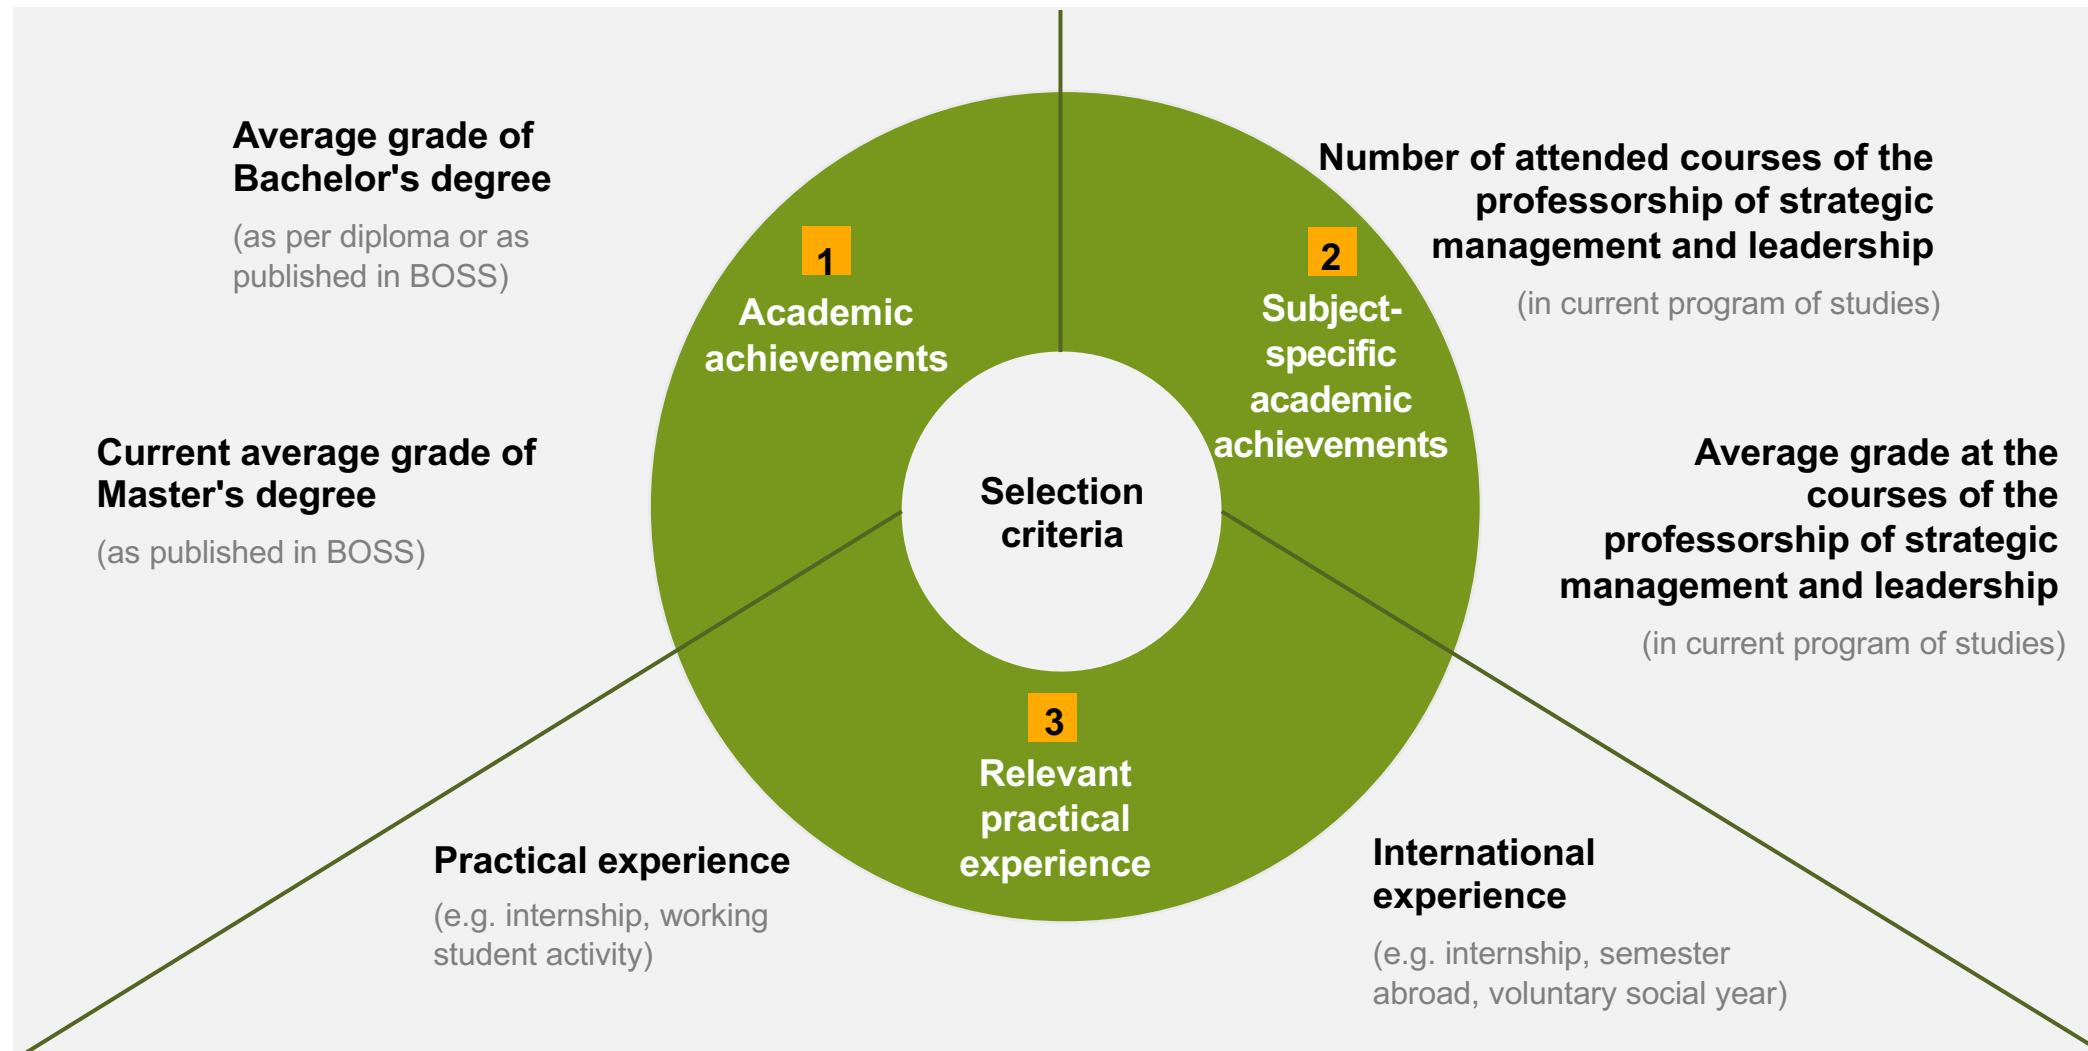 Average grade of
Bachelor's degree
(as per diploma or as
published in BOSS)
Current average grade of
Master's degree
(as published in BOSS)
1
Academic
achievements
Selection
criteria
2
Subject-
specific
academic
achievements
Number of attended courses of the
professorship of strategic
management and leadership
(in current program of studies)
Average grade at the
courses of the
professorship of strategic
management and leadership
(in current program of studies)
3
Relevant
practical
experience
Practical experience
(e.g. internship, working
student activity)
International
experience
(e.g. internship, semester
abroad, voluntary social year)